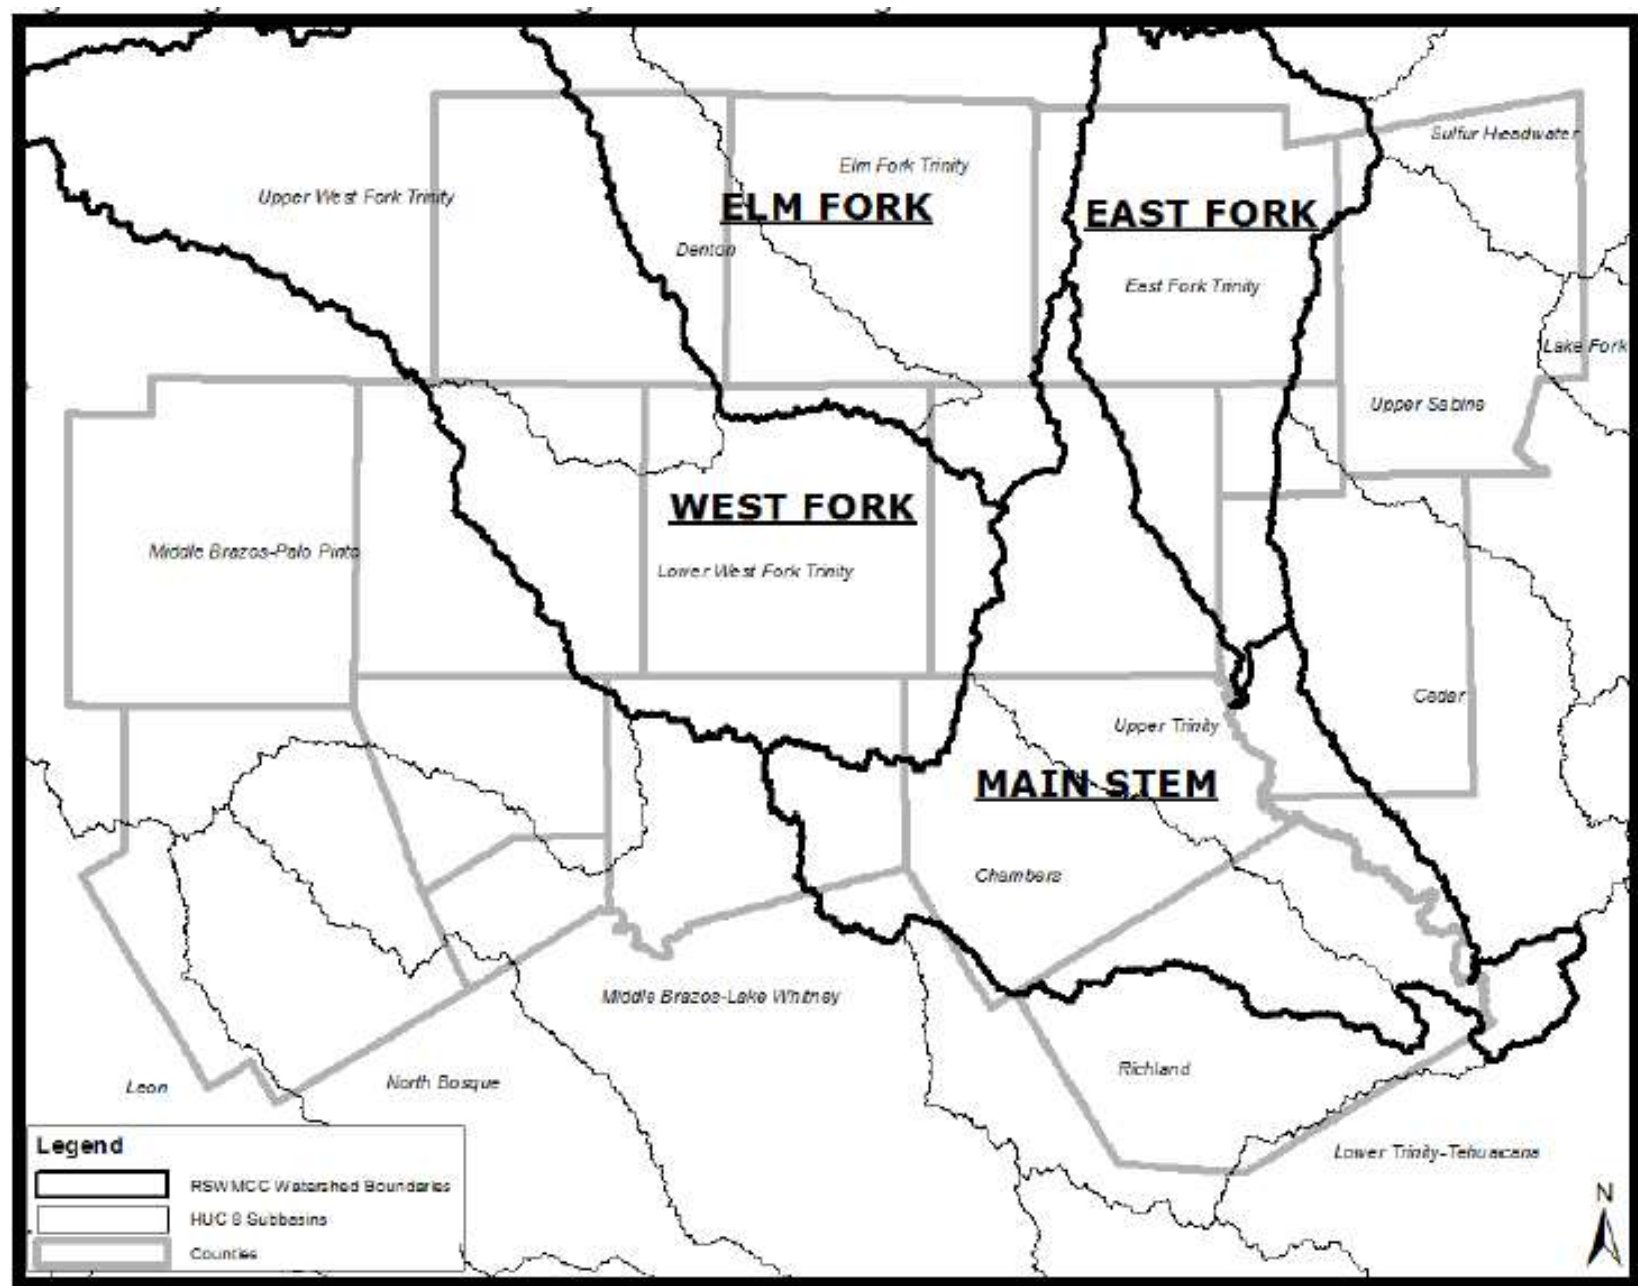 Sulfur Headwater
Elm Fork Trinity
Upper West Fork Trinity
ELM FORK
EAST FORK
Denton
East Fork Trinity
Lake Fork
Upper Sabine
WEST FORK
Middle Brazos-Palo Pinto
Lower West Fork Trinity
Cedar
Upper Trinity
MAIN STEM
Chambers
Middle Brazos-Lake Whitney
Richland
Leon
North Bosque
Lower Trinity-Tehuacana
Legend
RSWMCC Watershed Boundaries
HUC 8 Subbasins
Counties
N